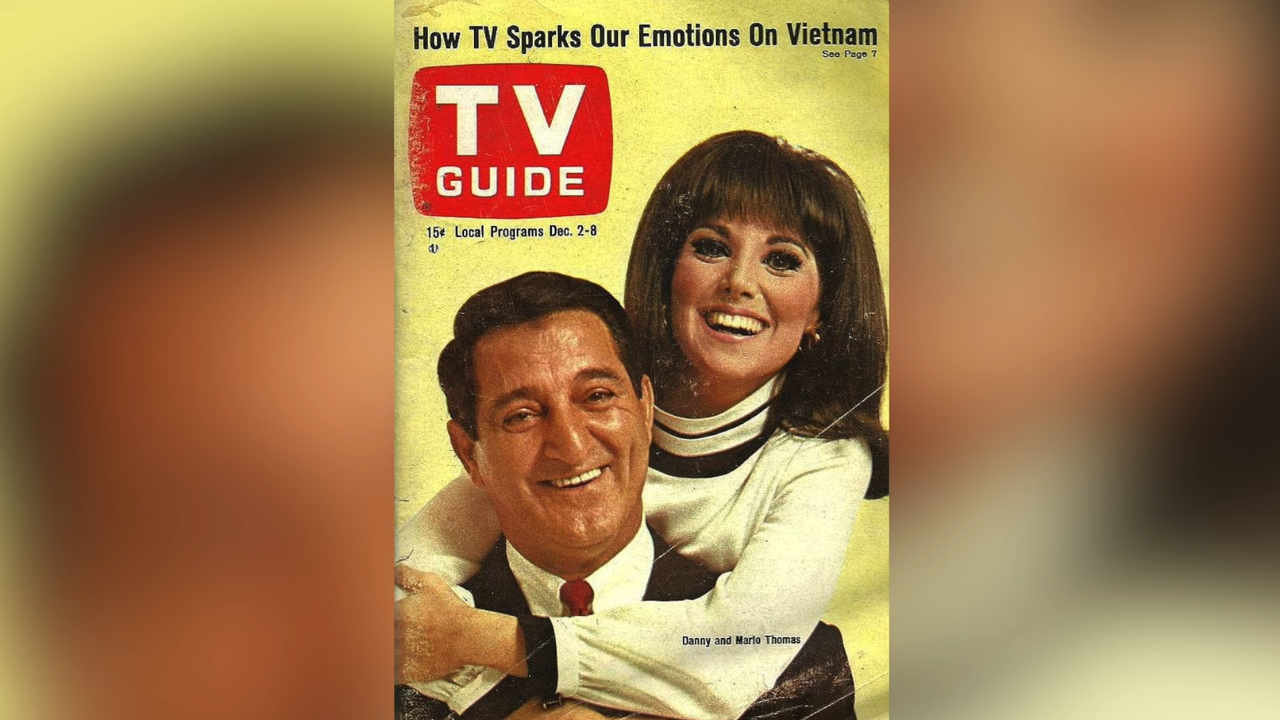 How TV Sparks Our Emotions On Vietnam
See Page 7
TV
GUIDE
®
15¢ Local Programs Dec. 2-8
Danny and Marlo Thomas